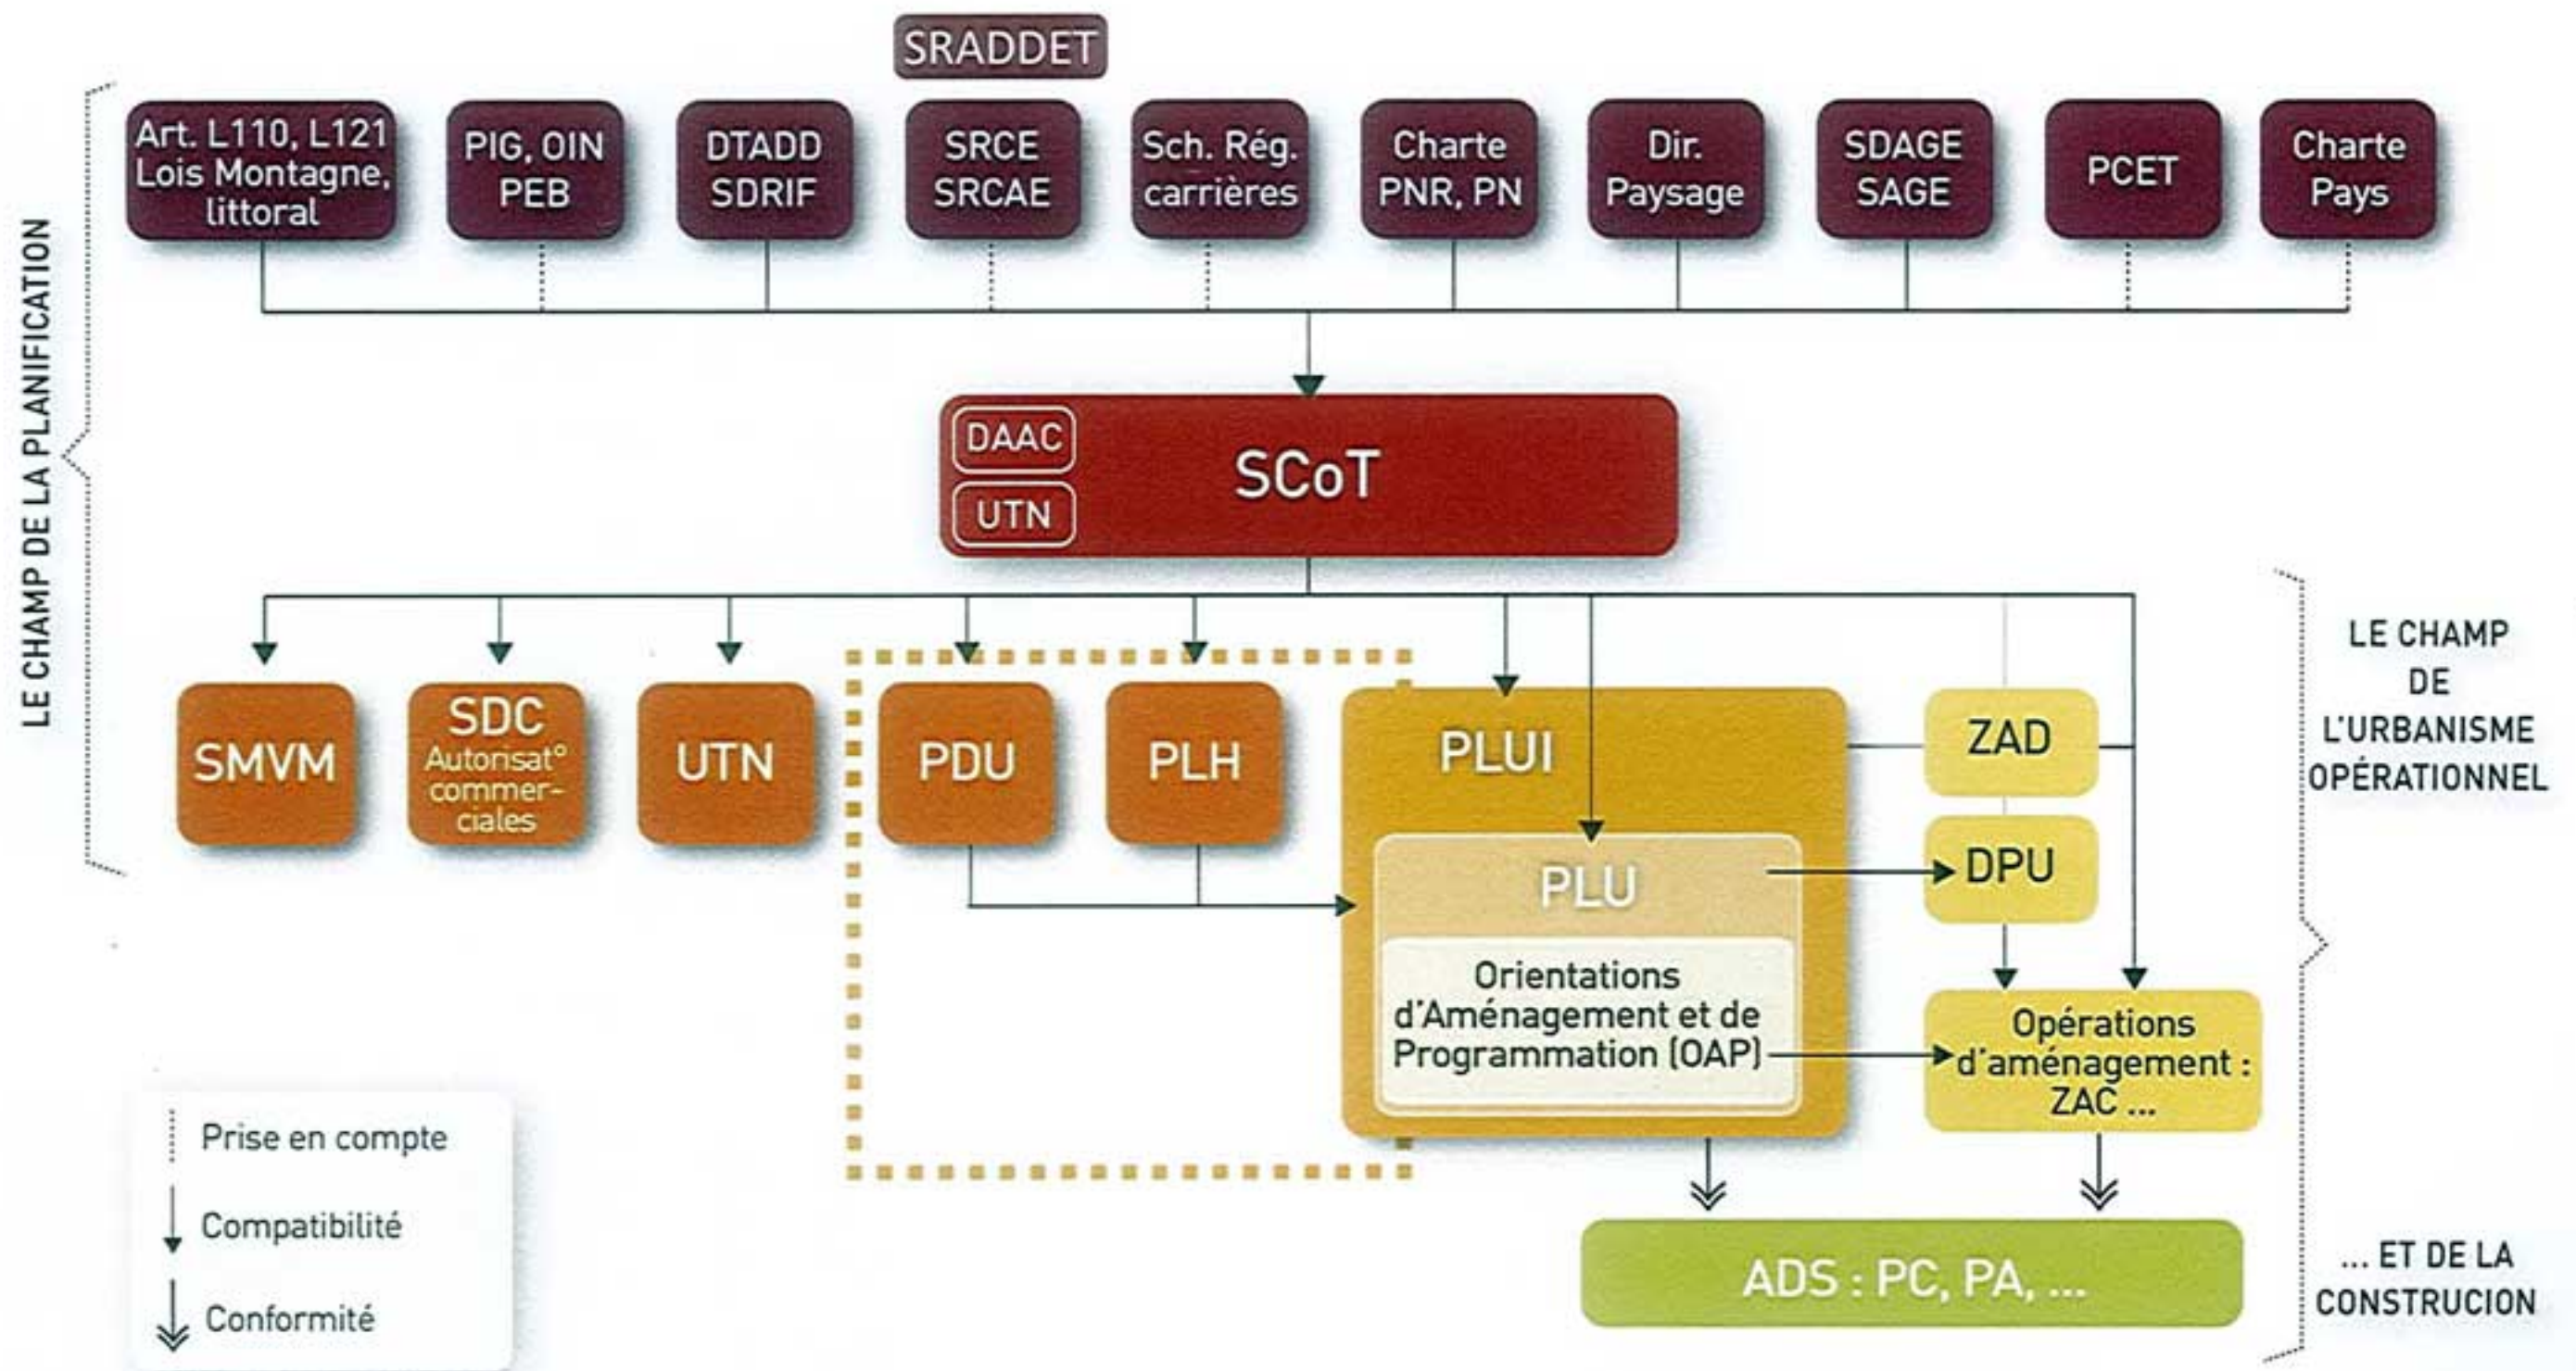 SRADDET
Art. L110, L121
Lois Montagne,
littoral
PIG, OIN
PEB
DTADD
SDRIF
SRCE
SRCAE
Sch. Rég.
carrières
Charte
PNR, PN
Dir.
Paysage
SDAGE
SAGE
PCET
Charte
Pays
LE CHAMP DE LA PLANIFICATION
DAAC
UTN
SCoT
SMVM
SDC
Autorisat°
commer-
ciales
UTN
PDU
PLH
PLUI
PLU
Orientations
d'Aménagement et de
Programmation (OAP)
ZAD
DPU
Opérations
d'aménagement :
ZAC ...
LE CHAMP
DE
L'URBANISME
OPÉRATIONNEL
ADS : PC, PA, ...
... ET DE LA
CONSTRUCION
Prise en compte
Compatibilité
Conformité